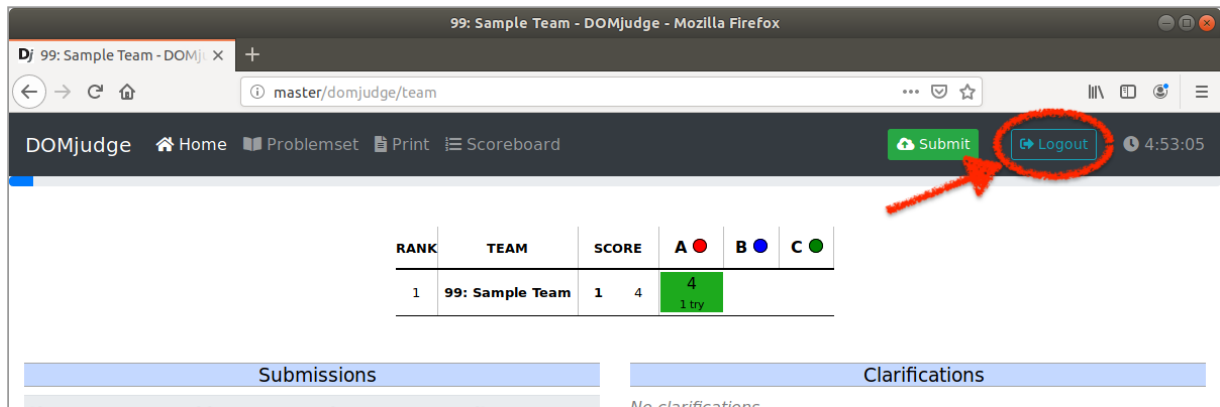 99: Sample Team - DOMjudge - Mozilla Firefox
Dj 99: Sample Team - DOMju
master/domjudge/team
DOMjudge Home Problemset Print Scoreboard Submit Logout 4:53:05
RANK TEAM SCORE A B C
1 99: Sample Team 1 4 4
1 try
Submissions Clarifications
No clarifications